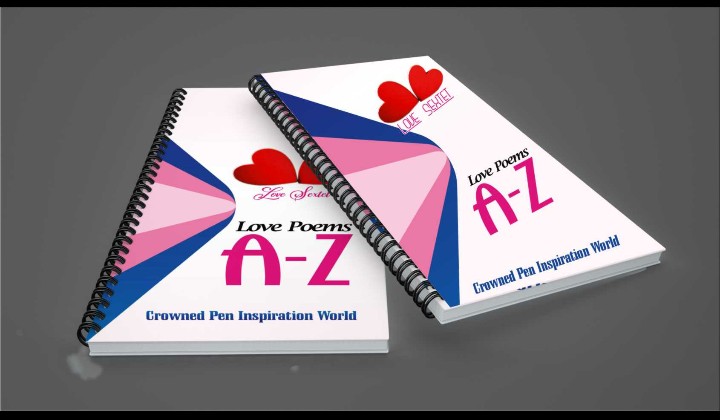 Love Sextet
Love Poems
A-Z
Crowned Pen Inspiration World
LOVE SEXTET
Love Poems
A-Z
Crowned Pen Inspiration World